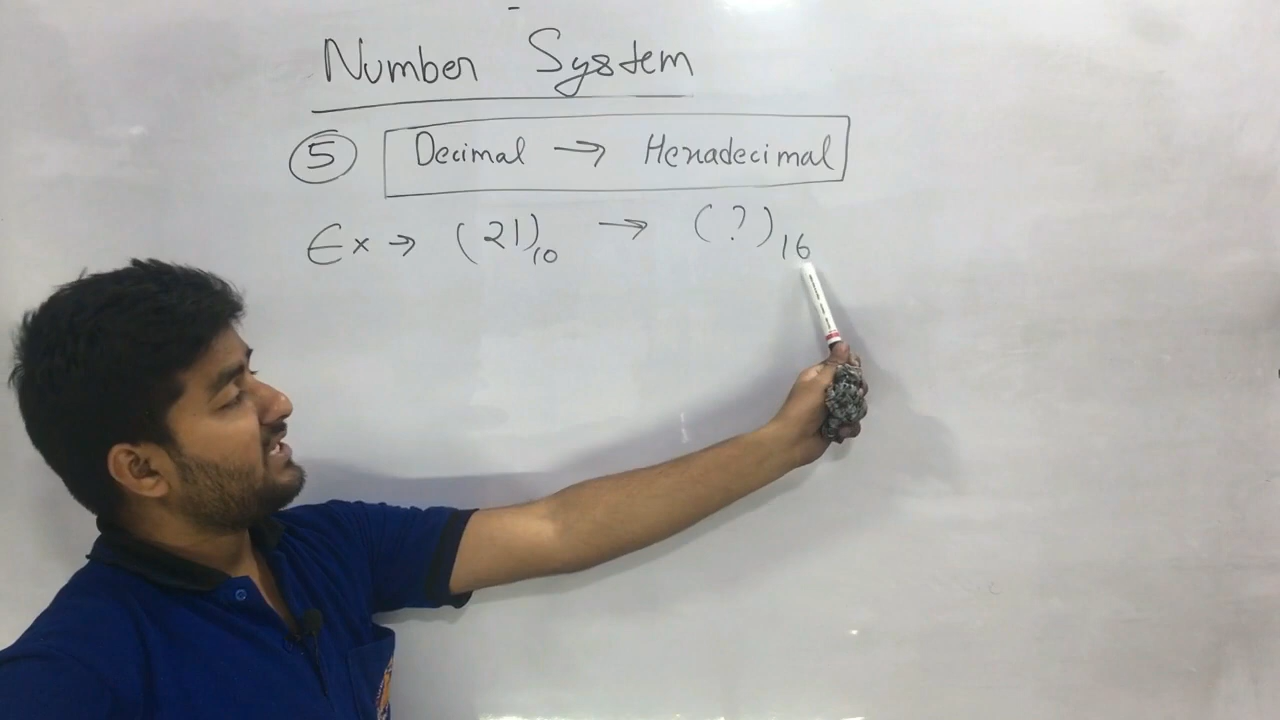 Number System
5 Decimal → Hexadecimal
Ex → (21)₁₀ → (?)₁₆